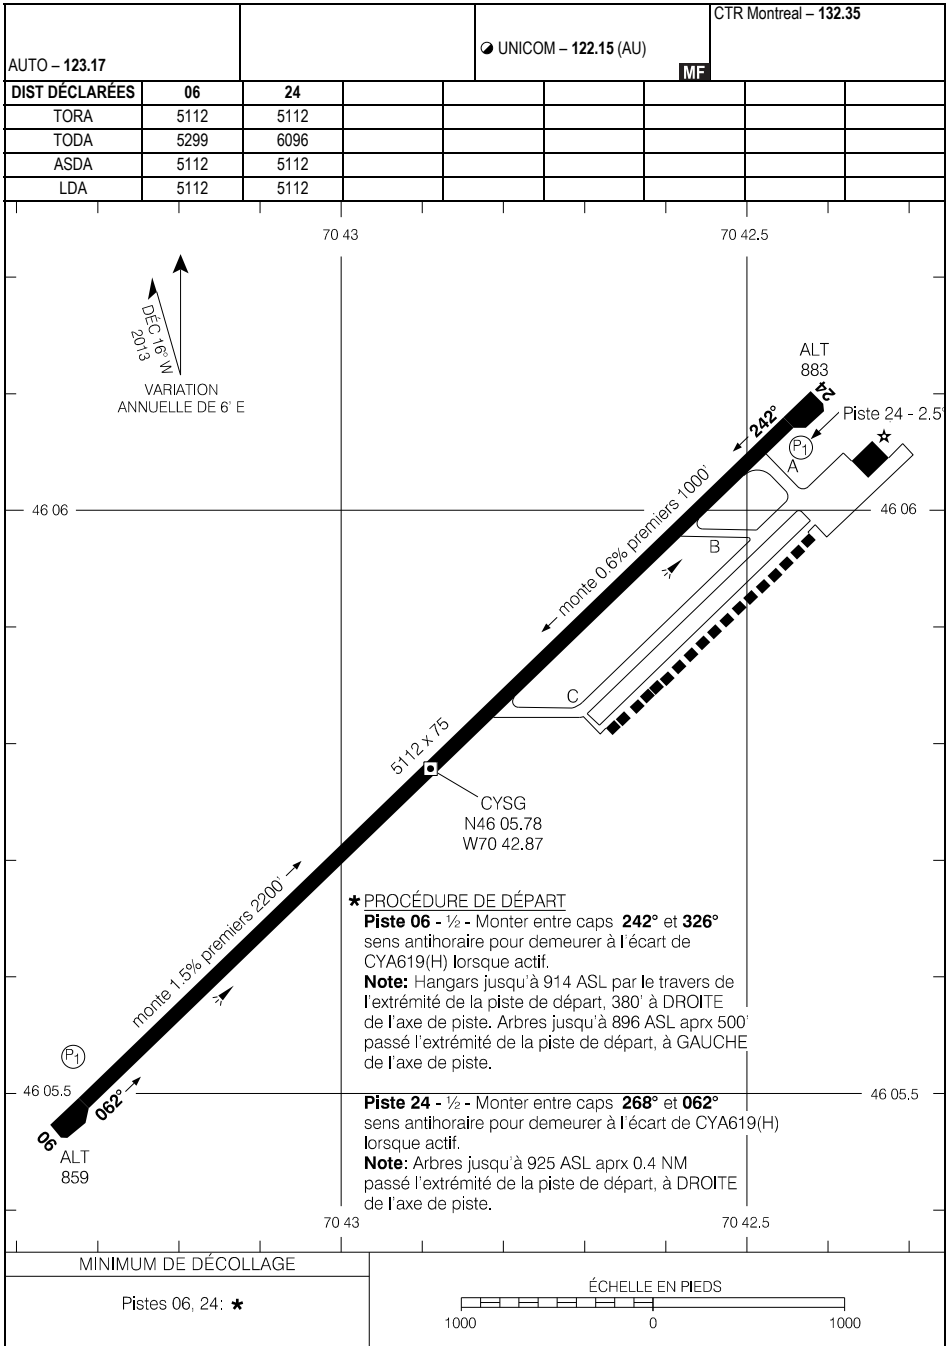 CTR Montreal – 132.35
UNICOM – 122.15 (AU)
AUTO – 123.17
MF
DIST DÉCLARÉES 06 24
TORA 5112 5112
TODA 5299 6096
ASDA 5112 5112
LDA 5112 5112
70 43 70 42.5
DÉC 16° W
2013
VARIATION
ANNUELLE DE 6' E
ALT
883
24
Piste 24 - 2.5°
242°
P1
A
46 06 46 06
monte 0.6% premiers 1000'
B
C
5112 x 75
CYSG
N46 05.78
W70 42.87
monte 1.5% premiers 2200'
* PROCÉDURE DE DÉPART
Piste 06 - ½ - Monter entre caps 242° et 326°
sens antihoraire pour demeurer à l'écart de
CYA619(H) lorsque actif.
Note: Hangars jusqu'à 914 ASL par le travers de
l'extrémité de la piste de départ, 380' à DROITE
de l'axe de piste. Arbres jusqu'à 896 ASL aprx 500'
passé l'extrémité de la piste de départ, à GAUCHE
de l'axe de piste.
P1
46 05.5 46 05.5
062°
06
ALT
859
Piste 24 - ½ - Monter entre caps 268° et 062°
sens antihoraire pour demeurer à l'écart de CYA619(H)
lorsque actif.
Note: Arbres jusqu'à 925 ASL aprx 0.4 NM
passé l'extrémité de la piste de départ, à DROITE
de l'axe de piste.
70 43 70 42.5
MINIMUM DE DÉCOLLAGE
Pistes 06, 24: *
ÉCHELLE EN PIEDS
1000 0 1000